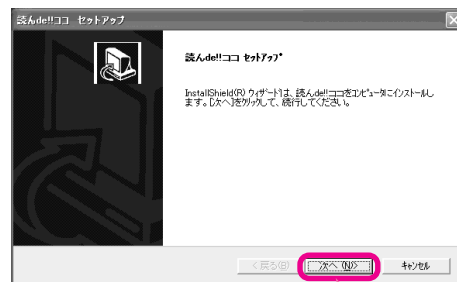 読んde!!ココ セットアップ
読んde!!ココ セットアップ
InstallShield(R) ウィザードは、読んde!!ココをコンピュータにインストールし
ます。[次へ]をクリックして、続行してください。
< 戻る(B)
次へ(N)>
キャンセル